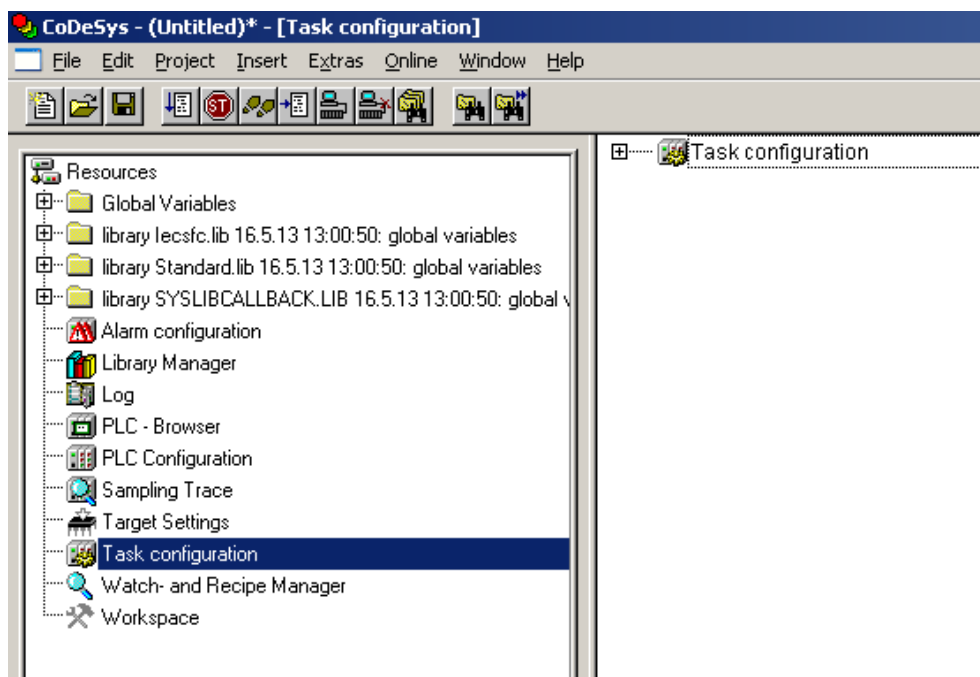 CoDeSys - (Untitled)* - [Task configuration]
File Edit Project Insert Extras Online Window Help
STOP
Resources
Global Variables
library Iecsfc.lib 16.5.13 13:00:50: global variables
library Standard.lib 16.5.13 13:00:50: global variables
library SYSLIBCALLBACK.LIB 16.5.13 13:00:50: global v
Alarm configuration
Library Manager
Log
PLC - Browser
PLC Configuration
Sampling Trace
Target Settings
Task configuration
Watch- and Recipe Manager
Workspace
Task configuration